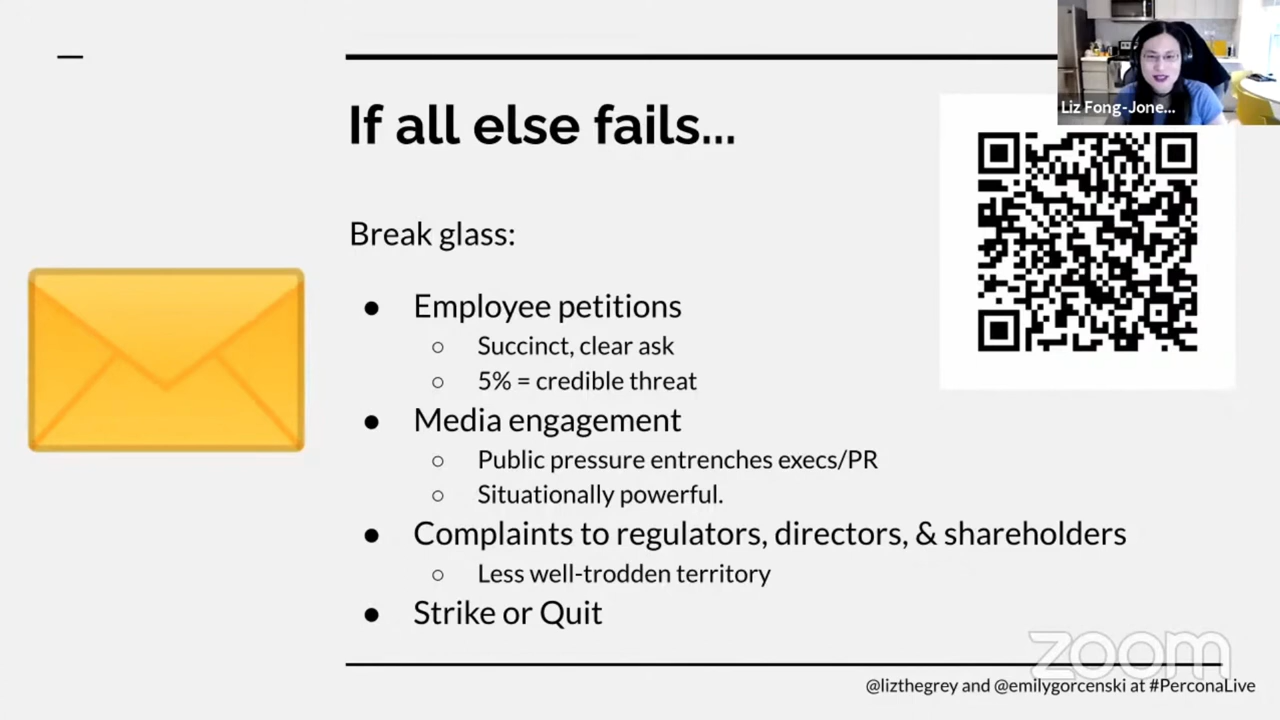 Liz Fong-Jone...
If all else fails...
Break glass:
● Employee petitions
○ Succinct, clear ask
○ 5% = credible threat
● Media engagement
○ Public pressure entrenches execs/PR
○ Situationally powerful.
● Complaints to regulators, directors, & shareholders
○ Less well-trodden territory
● Strike or Quit
zoom
@lizthegrey and @emilygorcenski at #PerconaLive